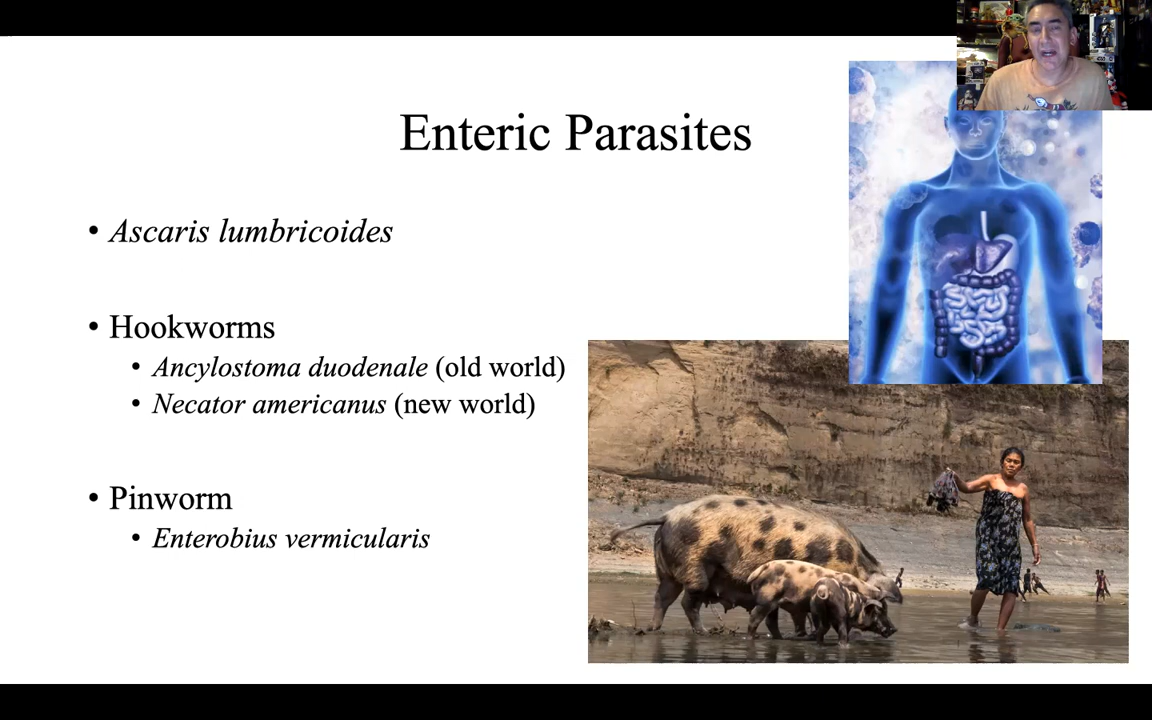 Enteric Parasites
• Ascaris lumbricoides
• Hookworms
• Ancylostoma duodenale (old world)
• Necator americanus (new world)
• Pinworm
• Enterobius vermicularis